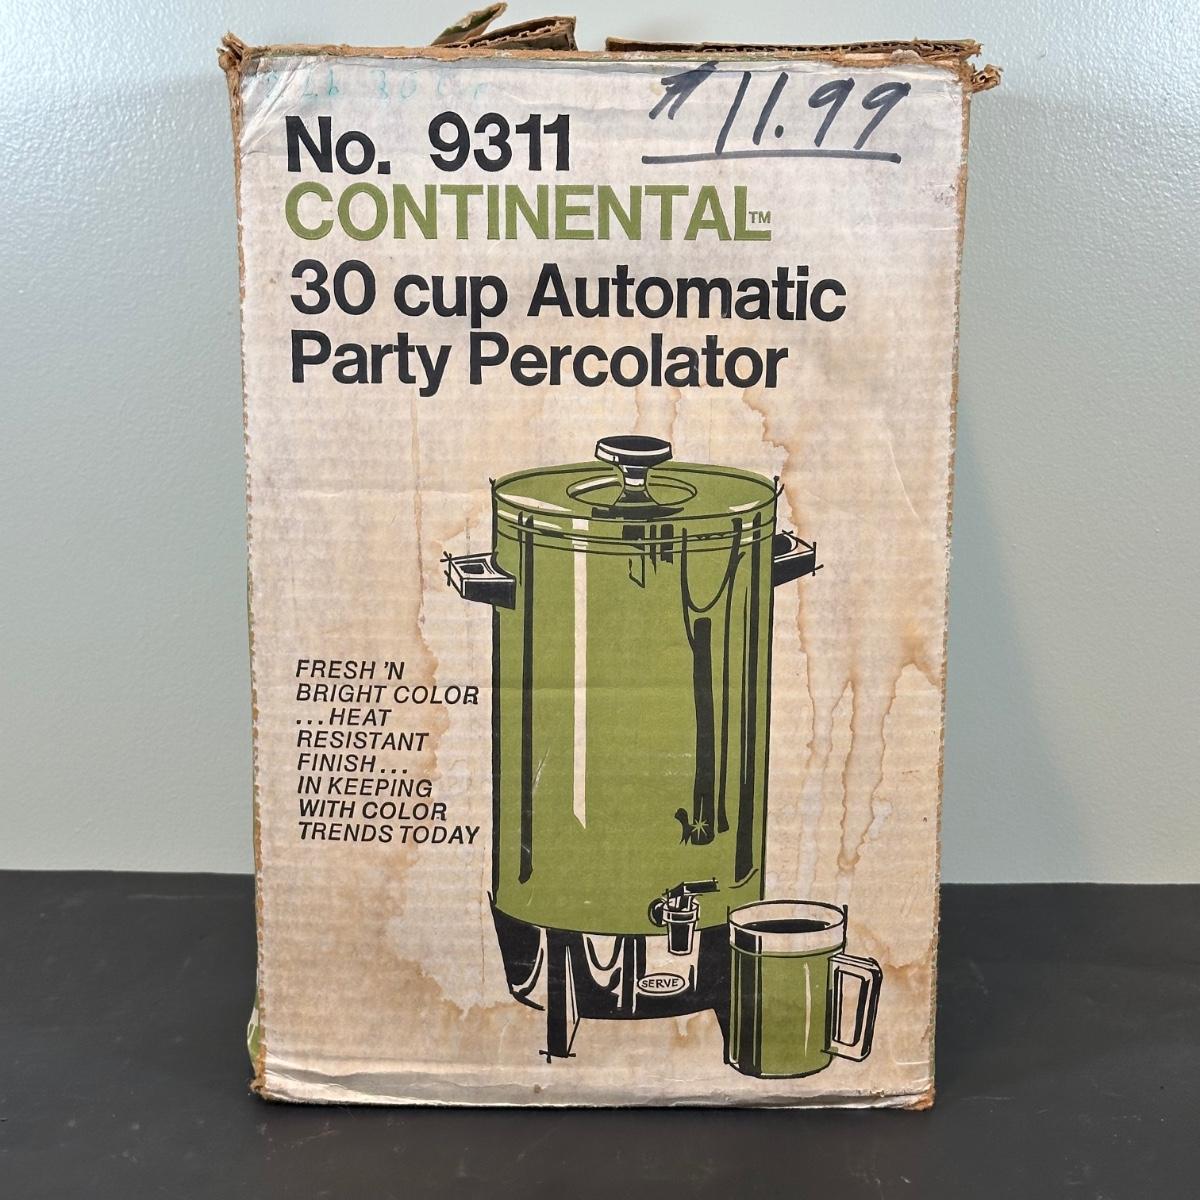 $11.99
No. 9311
CONTINENTAL™
30 cup Automatic
Party Percolator
FRESH 'N
BRIGHT COLOR
...HEAT
RESISTANT
FINISH...
IN KEEPING
WITH COLOR
TRENDS TODAY
SERVE